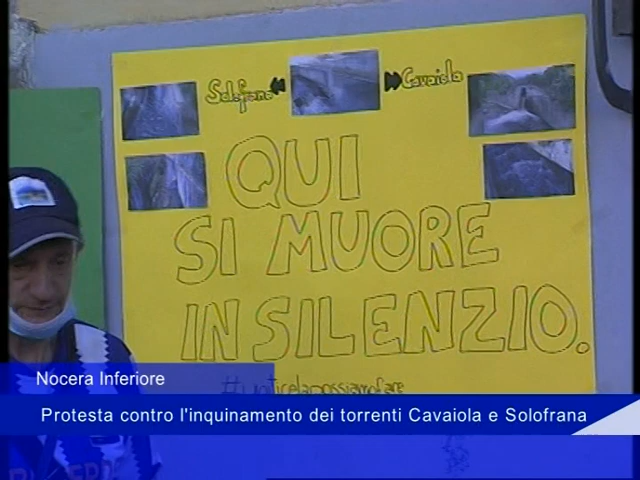 Solofrana Cavaiola
QUI
SI MUORE
IN SILENZIO.
Nocera Inferiore
Protesta contro l'inquinamento dei torrenti Cavaiola e Solofrana